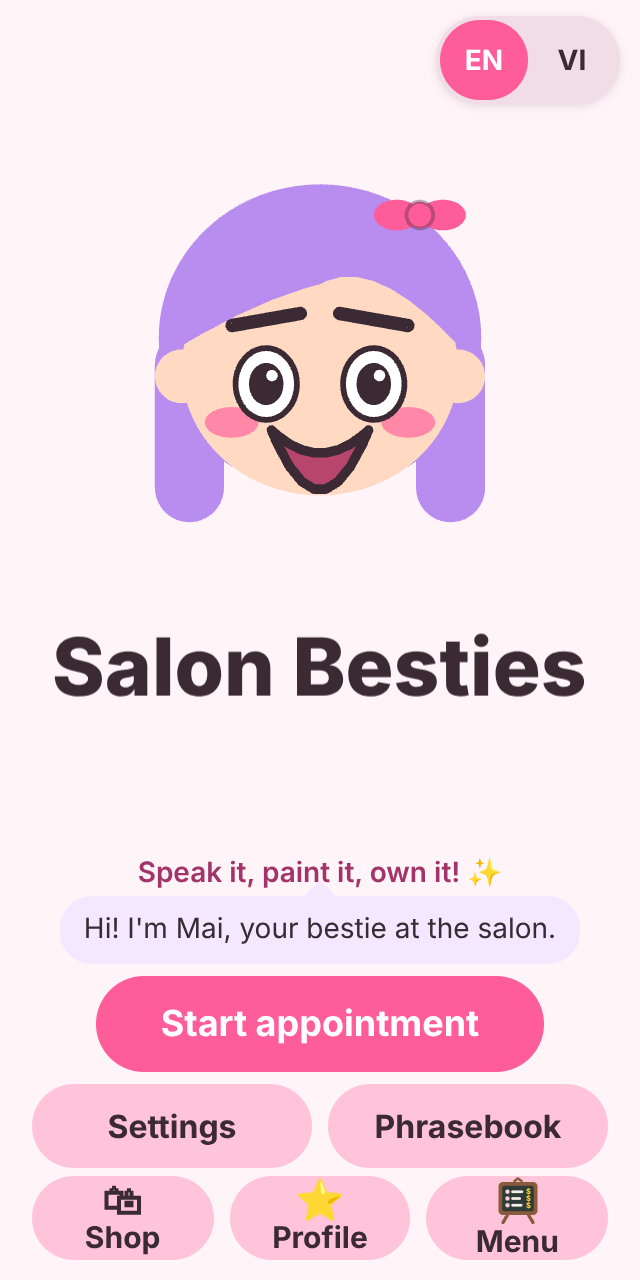 EN VI
Salon Besties
Speak it, paint it, own it! ✨
Hi! I'm Mai, your bestie at the salon.
Start appointment
Settings Phrasebook
Shop Profile Menu